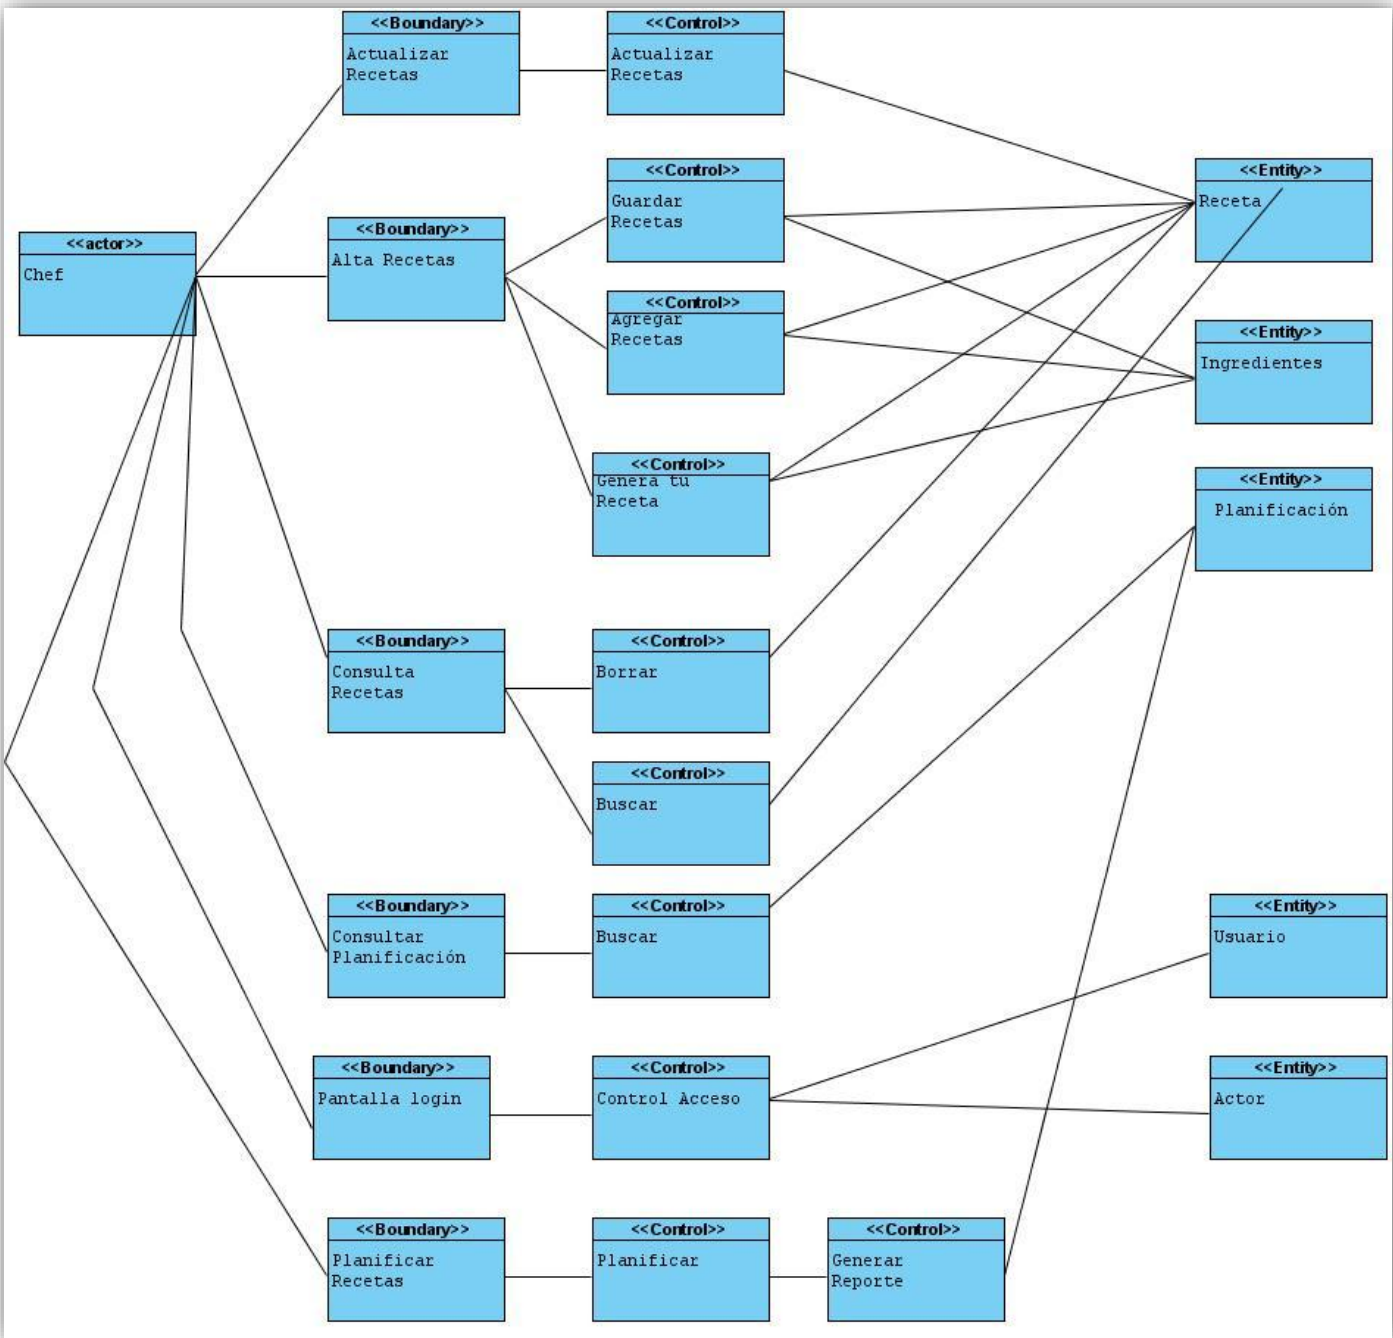 <<Boundary>>
Actualizar
Recetas
<<Control>>
Actualizar
Recetas
<<Control>>
Guardar
Recetas
<<Entity>>
Receta
<<actor>>
Chef
<<Boundary>>
Alta Recetas
<<Control>>
Agregar
Recetas
<<Entity>>
Ingredientes
<<Control>>
Genera tu
Receta
<<Entity>>
Planificación
<<Boundary>>
Consulta
Recetas
<<Control>>
Borrar
<<Control>>
Buscar
<<Boundary>>
Consultar
Planificación
<<Control>>
Buscar
<<Entity>>
Usuario
<<Boundary>>
Pantalla login
<<Control>>
Control Acceso
<<Entity>>
Actor
<<Boundary>>
Planificar
Recetas
<<Control>>
Planificar
<<Control>>
Generar
Reporte